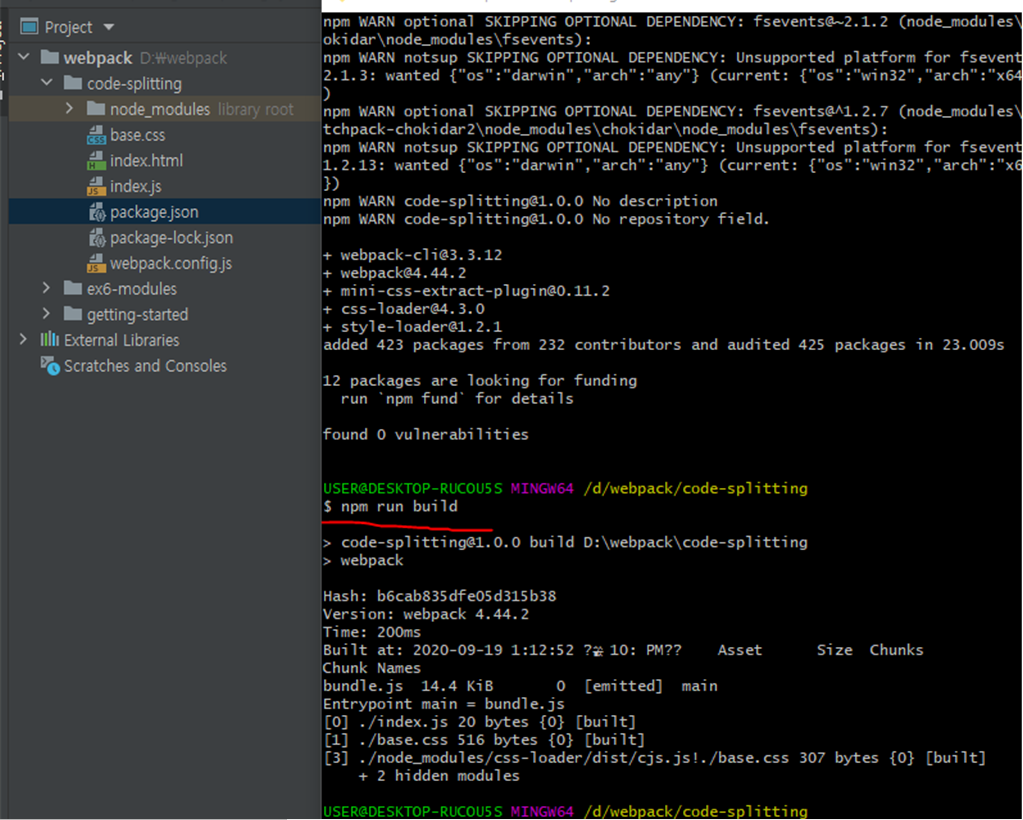 Project
webpack D:\webpack
code-splitting
node_modules library root
base.css
index.html
index.js
package.json
package-lock.json
webpack.config.js
ex6-modules
getting-started
External Libraries
Scratches and Consoles
npm WARN optional SKIPPING OPTIONAL DEPENDENCY: fsevents@~2.1.2 (node_modules\
okidar\node_modules\fsevents):
npm WARN notsup SKIPPING OPTIONAL DEPENDENCY: Unsupported platform for fsevent
2.1.3: wanted {"os":"darwin","arch":"any"} (current: {"os":"win32","arch":"x64
)
npm WARN optional SKIPPING OPTIONAL DEPENDENCY: fsevents@^1.2.7 (node_modules\
tchpack-chokidar2\node_modules\chokidar\node_modules\fsevents):
npm WARN notsup SKIPPING OPTIONAL DEPENDENCY: Unsupported platform for fsevent
1.2.13: wanted {"os":"darwin","arch":"any"} (current: {"os":"win32","arch":"x6
})
npm WARN code-splitting@1.0.0 No description
npm WARN code-splitting@1.0.0 No repository field.
+ webpack-cli@3.3.12
+ webpack@4.44.2
+ mini-css-extract-plugin@0.11.2
+ css-loader@4.3.0
+ style-loader@1.2.1
added 423 packages from 232 contributors and audited 425 packages in 23.009s
12 packages are looking for funding
run `npm fund` for details
found 0 vulnerabilities
USER@DESKTOP-RUCOU5S MINGW64 /d/webpack/code-splitting
$ npm run build
> code-splitting@1.0.0 build D:\webpack\code-splitting
> webpack
Hash: b6cab835dfe05d315b38
Version: webpack 4.44.2
Time: 200ms
Built at: 2020-09-19 1:12:52 ? 10: PM?? Asset Size Chunks
Chunk Names
bundle.js 14.4 KiB 0 [emitted] main
Entrypoint main = bundle.js
[0] ./index.js 20 bytes {0} [built]
[1] ./base.css 516 bytes {0} [built]
[3] ./node_modules/css-loader/dist/cjs.js!./base.css 307 bytes {0} [built]
+ 2 hidden modules
USER@DESKTOP-RUCOU5S MINGW64 /d/webpack/code-splitting